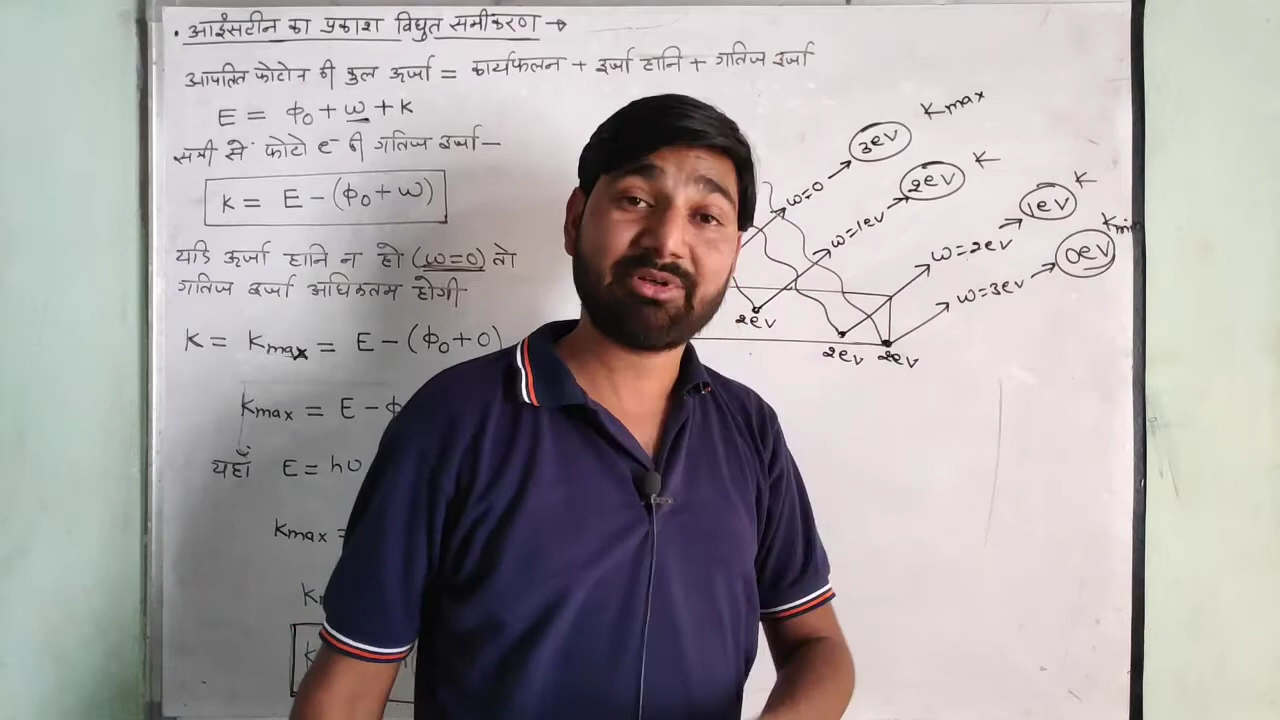 • आइंसटीन का प्रकाश विद्युत समीकरण →
आपतित फोटोन की कुल ऊर्जा = कार्यफलन + ऊर्जा हानि + गतिज ऊर्जा
E = ϕ₀ + ω + K
सभी से फोटो e⁻ की गतिज ऊर्जा —
K = E − (ϕ₀ + ω)
यदि ऊर्जा हानि न हो (ω=0) तो
गतिज ऊर्जा अधिकतम होगी
K = Kmax = E − (ϕ₀ + 0)
Kmax = E − ϕ
यहाँ E = hυ
Kmax =
K
Kmax
3ev
ω=0
K
2ev
ω=1ev
K
1ev
ω=2ev
Kmin
0ev
ω=3ev
2ev
2ev
2ev